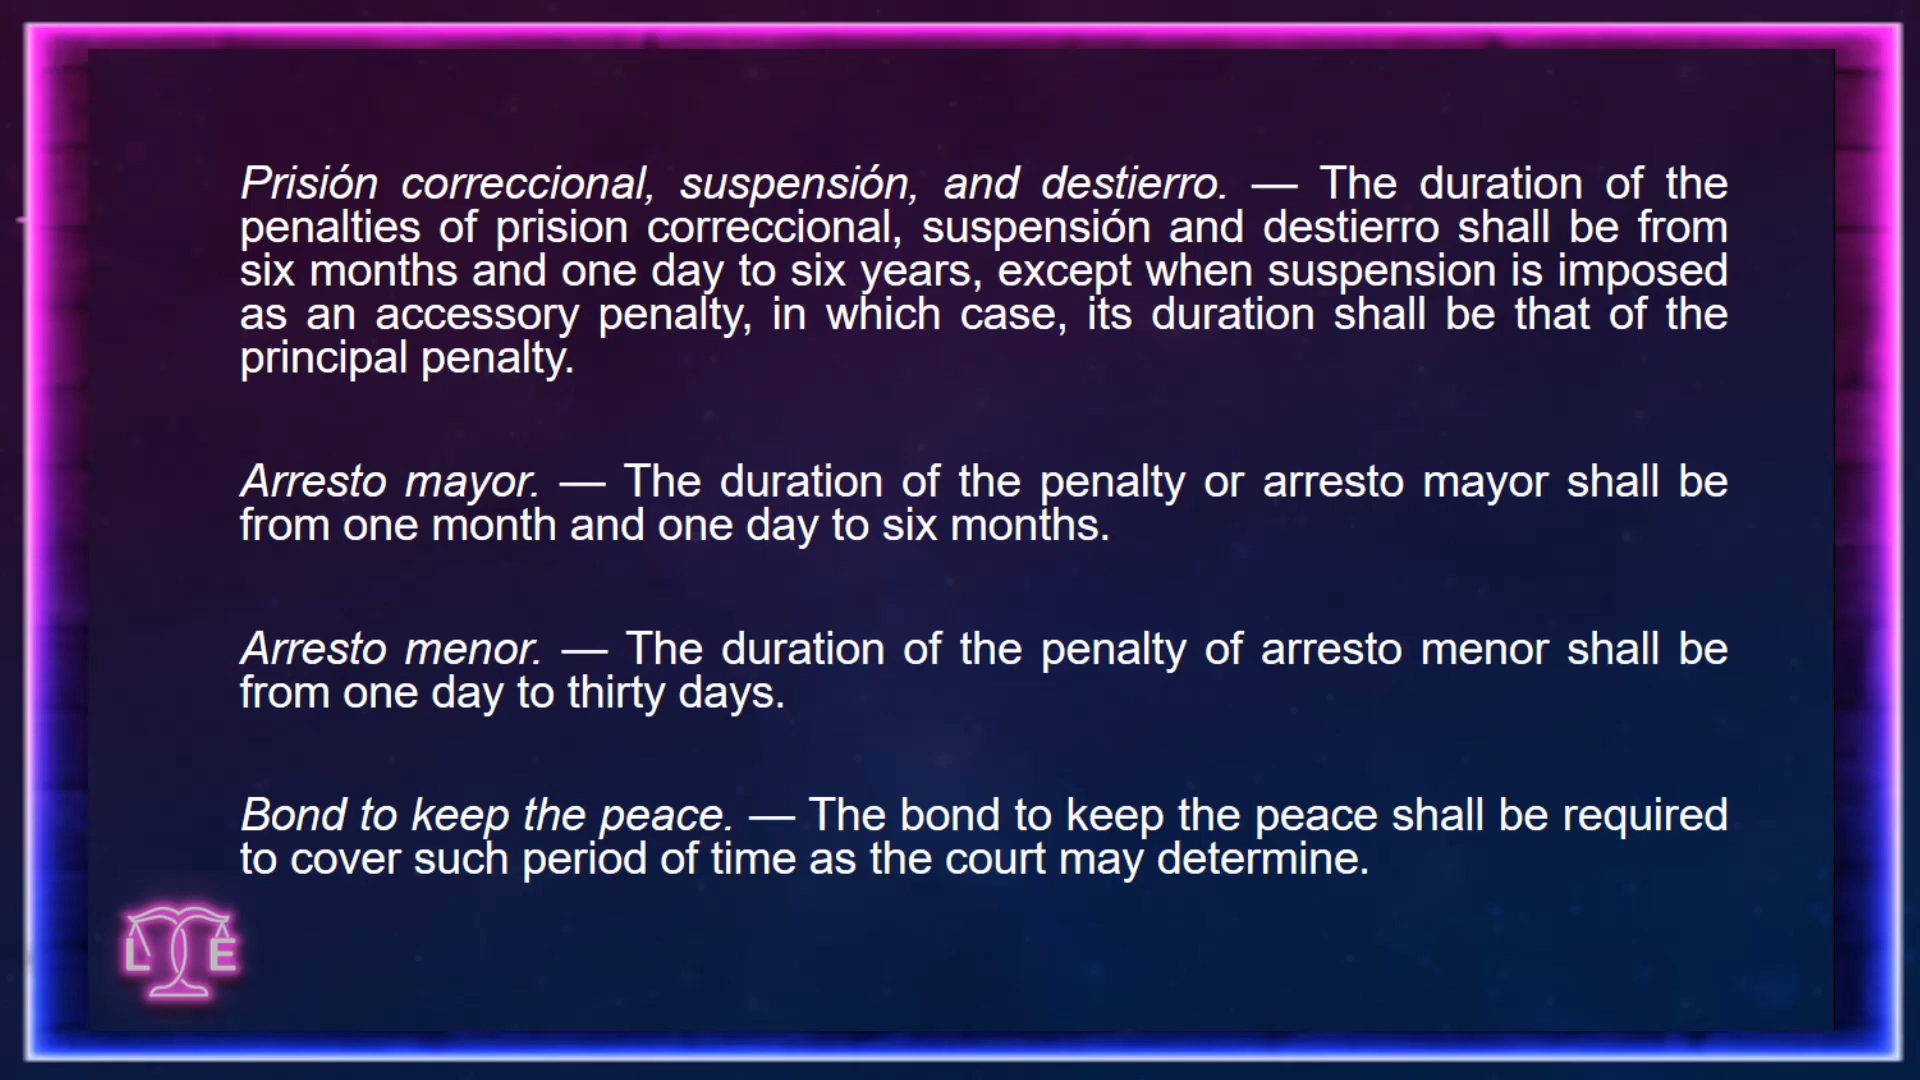 Prisión correccional, suspensión, and destierro. — The duration of the
penalties of prision correccional, suspensión and destierro shall be from
six months and one day to six years, except when suspension is imposed
as an accessory penalty, in which case, its duration shall be that of the
principal penalty.
Arresto mayor. — The duration of the penalty or arresto mayor shall be
from one month and one day to six months.
Arresto menor. — The duration of the penalty of arresto menor shall be
from one day to thirty days.
Bond to keep the peace. — The bond to keep the peace shall be required
to cover such period of time as the court may determine.
L E